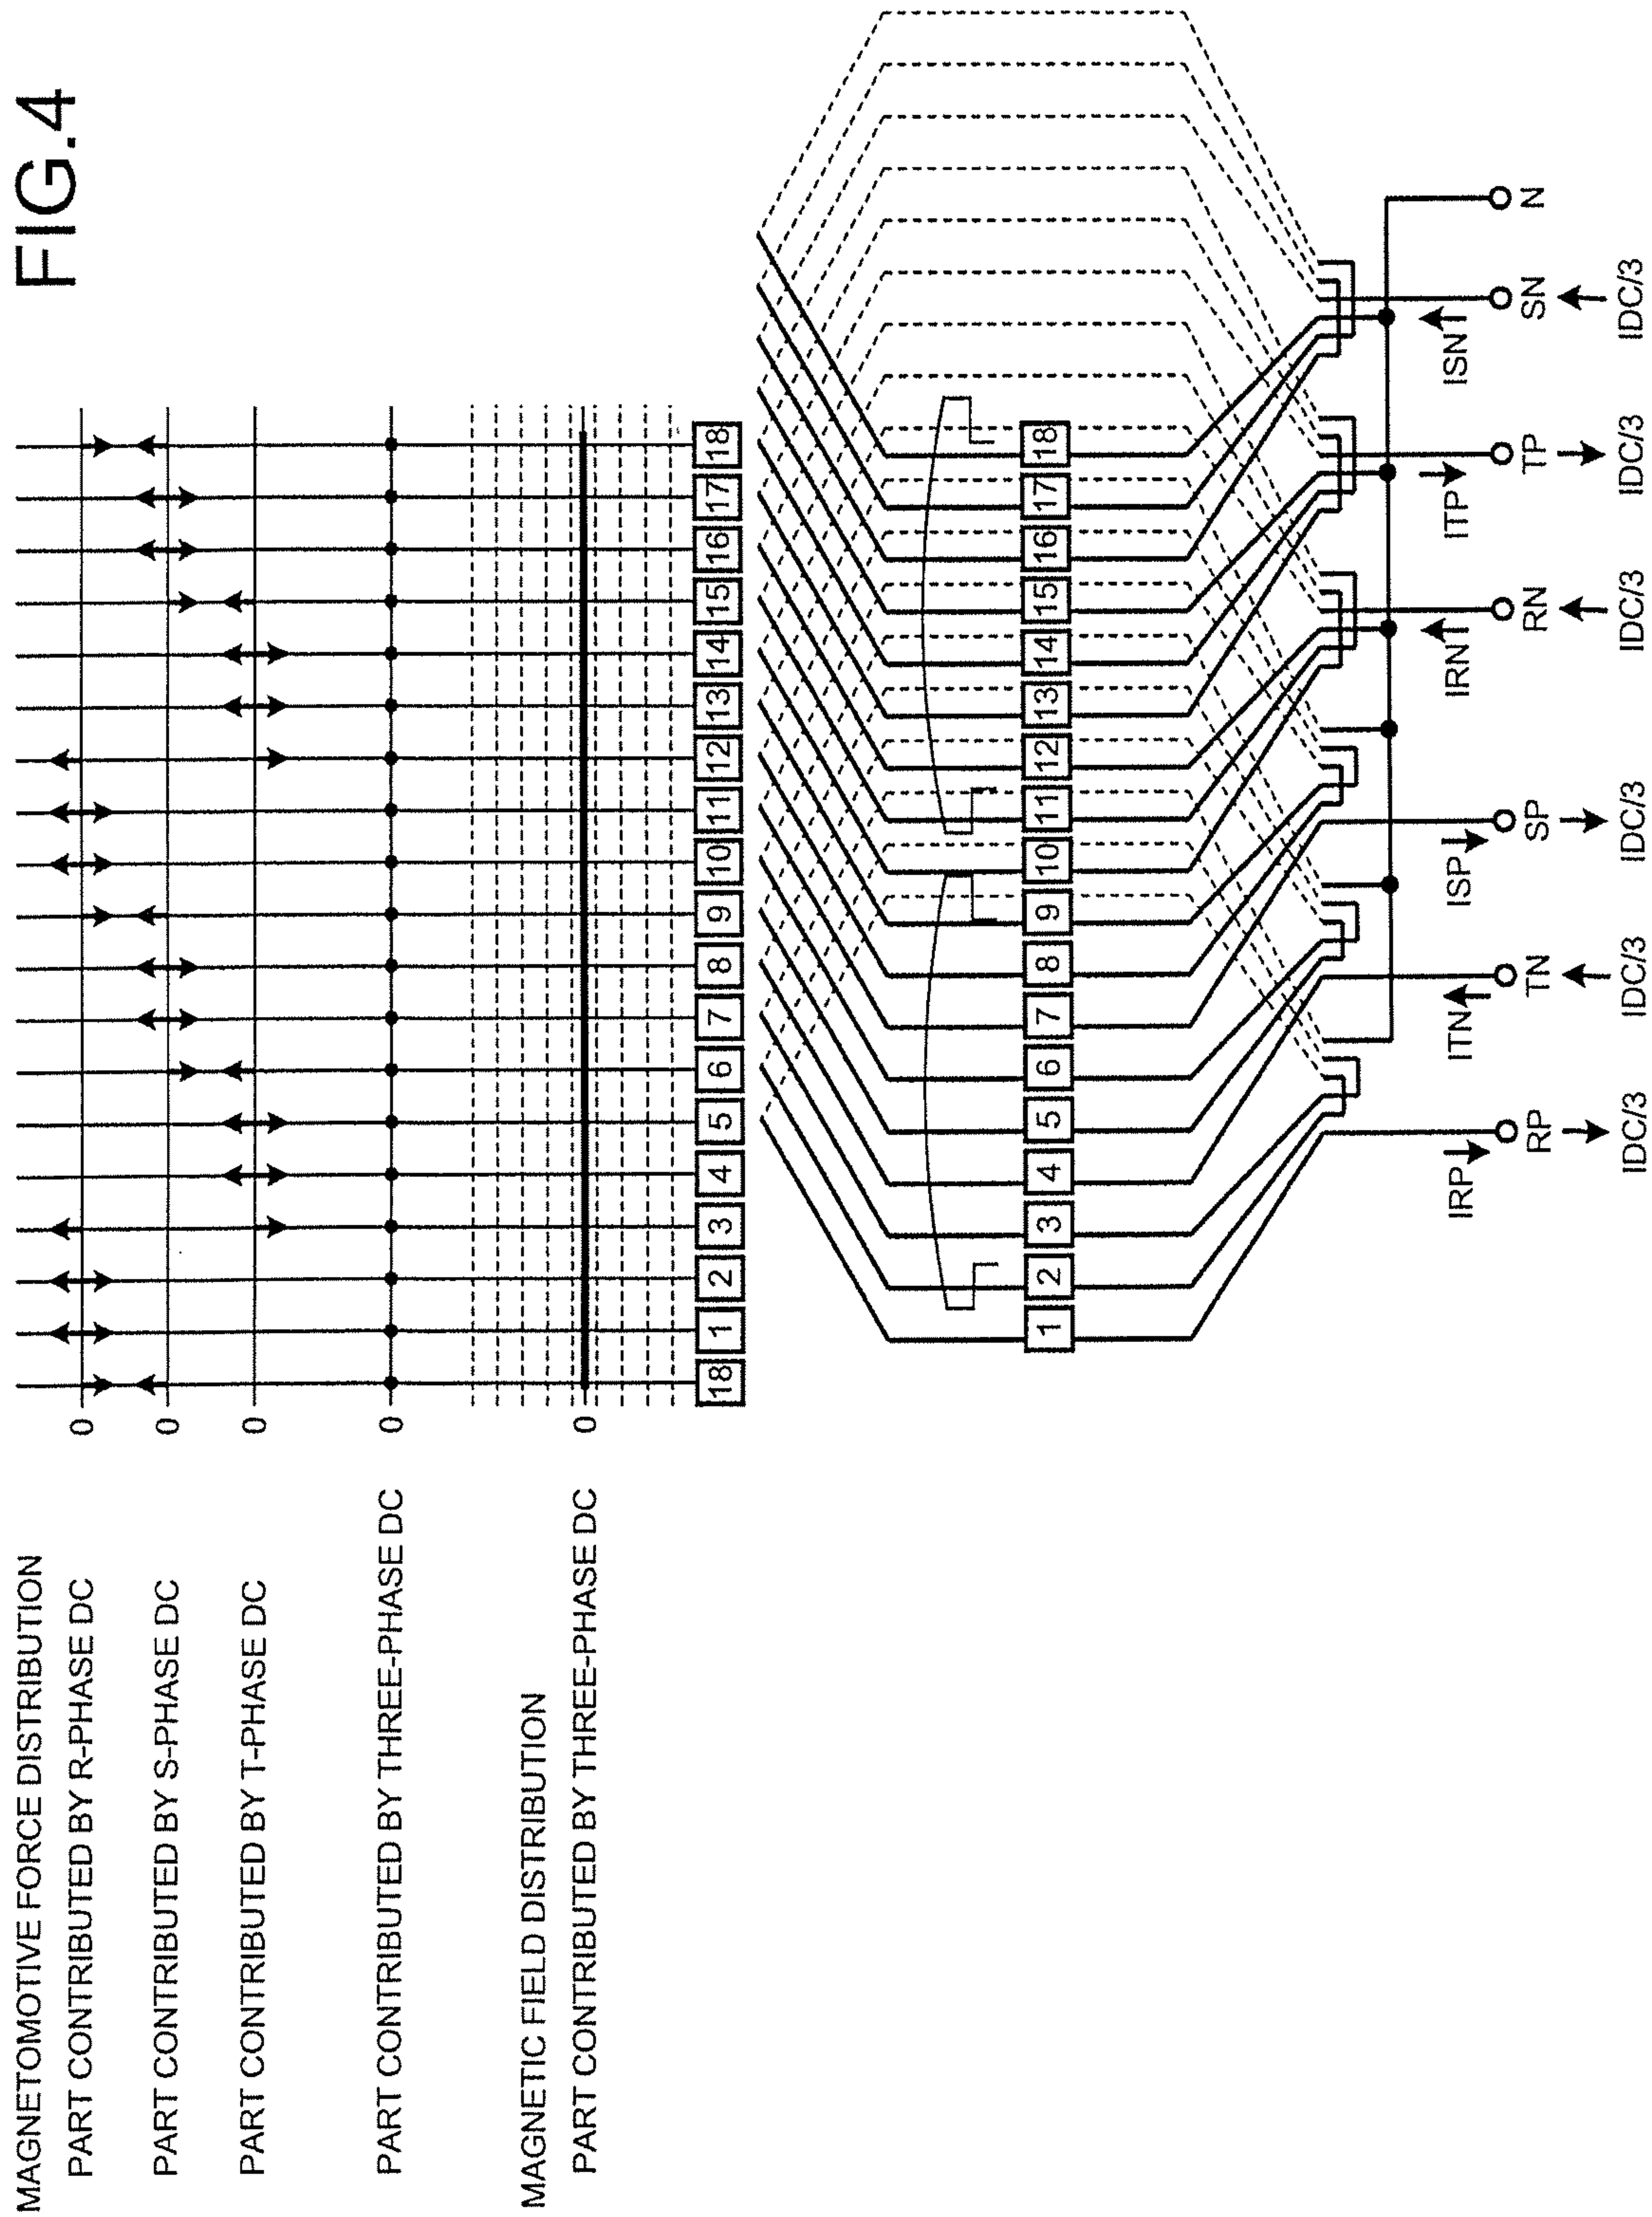 FIG.4
MAGNETOMOTIVE FORCE DISTRIBUTION
PART CONTRIBUTED BY R-PHASE DC
0
PART CONTRIBUTED BY S-PHASE DC
0
PART CONTRIBUTED BY T-PHASE DC
0
PART CONTRIBUTED BY THREE-PHASE DC
0
MAGNETIC FIELD DISTRIBUTION
PART CONTRIBUTED BY THREE-PHASE DC
0
18 1 2 3 4 5 6 7 8 9 10 11 12 13 14 15 16 17 18
1 2 3 4 5 6 7 8 9 10 11 12 13 14 15 16 17 18
IRP ITN ISP IRN ITP ISN
RP TN SP RN TP SN N
IDC/3 IDC/3 IDC/3 IDC/3 IDC/3 IDC/3